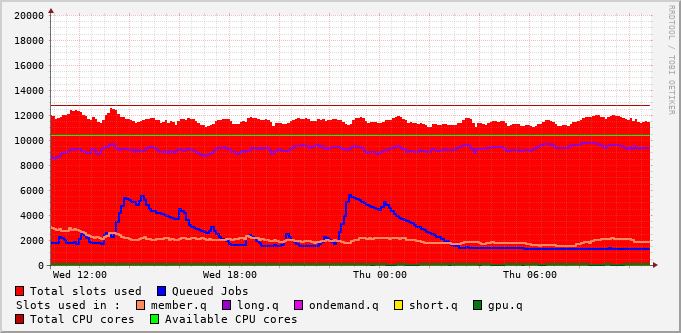 RRDTOOL / TOBI OETIKER
20000
18000
16000
14000
12000
10000
8000
6000
4000
2000
0
Wed 12:00 Wed 18:00 Thu 00:00 Thu 06:00
Total slots used Queued Jobs
Slots used in : member.q long.q ondemand.q short.q gpu.q
Total CPU cores Available CPU cores